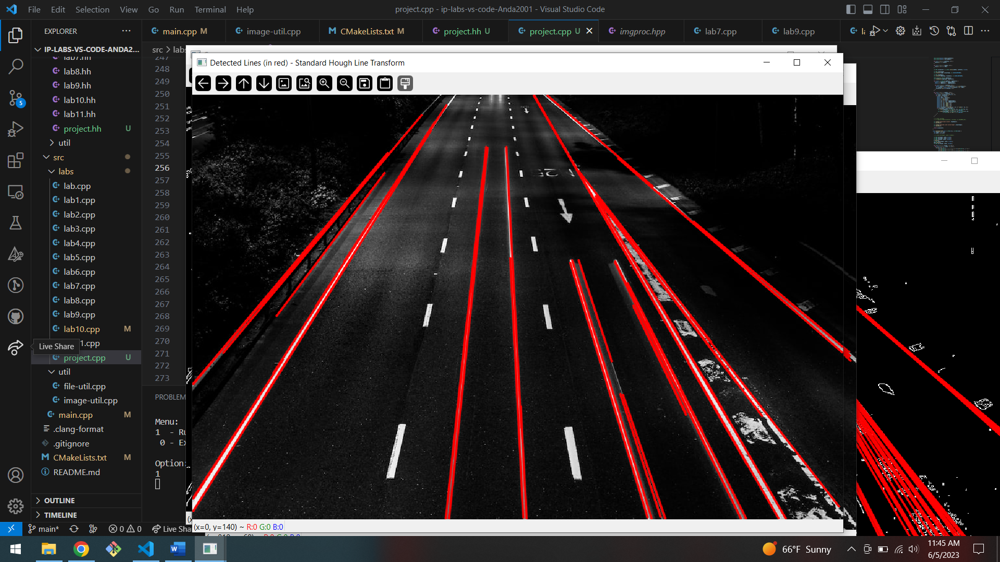 File Edit Selection View Go Run Terminal Help
project.cpp - ip-labs-vs-code-Anda2001 - Visual Studio Code
EXPLORER
main.cpp M
image-util.cpp
CMakeLists.txt M
project.hh U
project.cpp U
imgproc.hpp
lab7.cpp
lab9.cpp
IP-LABS-VS-CODE-ANDA2...
src > labs
lab7.hh
lab8.hh
lab9.hh
lab10.hh
lab11.hh
project.hh U
util
src
labs
lab.cpp
lab1.cpp
lab2.cpp
lab3.cpp
lab4.cpp
lab5.cpp
lab6.cpp
lab7.cpp
lab8.cpp
lab9.cpp
lab10.cpp M
1.cpp
Live Share
project.cpp U
util
file-util.cpp
image-util.cpp
main.cpp M
.clang-format
.gitignore
CMakeLists.txt M
README.md
OUTLINE
TIMELINE
247
248
249
250
251
252
253
254
255
256
257
258
259
260
261
262
263
264
265
266
267
268
269
270
271
272
273
PROBLEM
Menu:
1 - Ru
0 - Ex
Option:
1
Detected Lines (in red) - Standard Hough Line Transform
(x=0, y=140) ~ R:0 G:0 B:0
5
main*
0 0
Live Sha
W
66°F Sunny
11:45 AM
6/5/2023